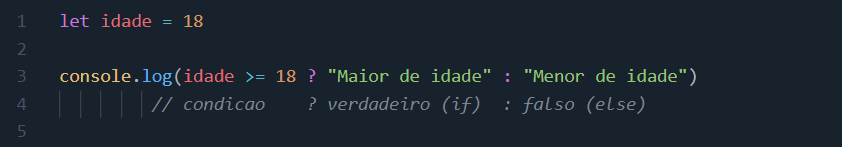 1 let idade = 18
2
3 console.log(idade >= 18 ? "Maior de idade" : "Menor de idade")
4 // condicao ? verdadeiro (if) : falso (else)
5